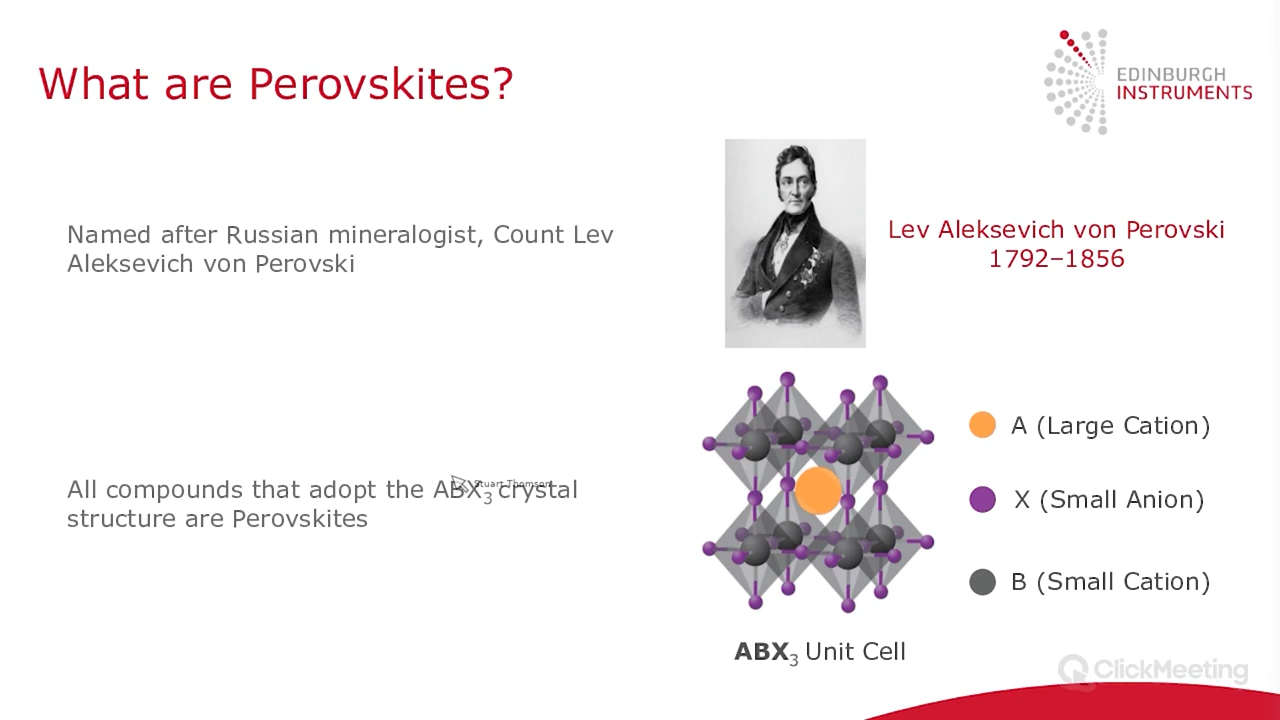 What are Perovskites?
EDINBURGH
INSTRUMENTS
Named after Russian mineralogist, Count Lev
Aleksevich von Perovski
Lev Aleksevich von Perovski
1792–1856
All compounds that adopt the ABX3 crystal
structure are Perovskites
Stuart Thomson
A (Large Cation)
X (Small Anion)
B (Small Cation)
ABX3 Unit Cell
ClickMeeting